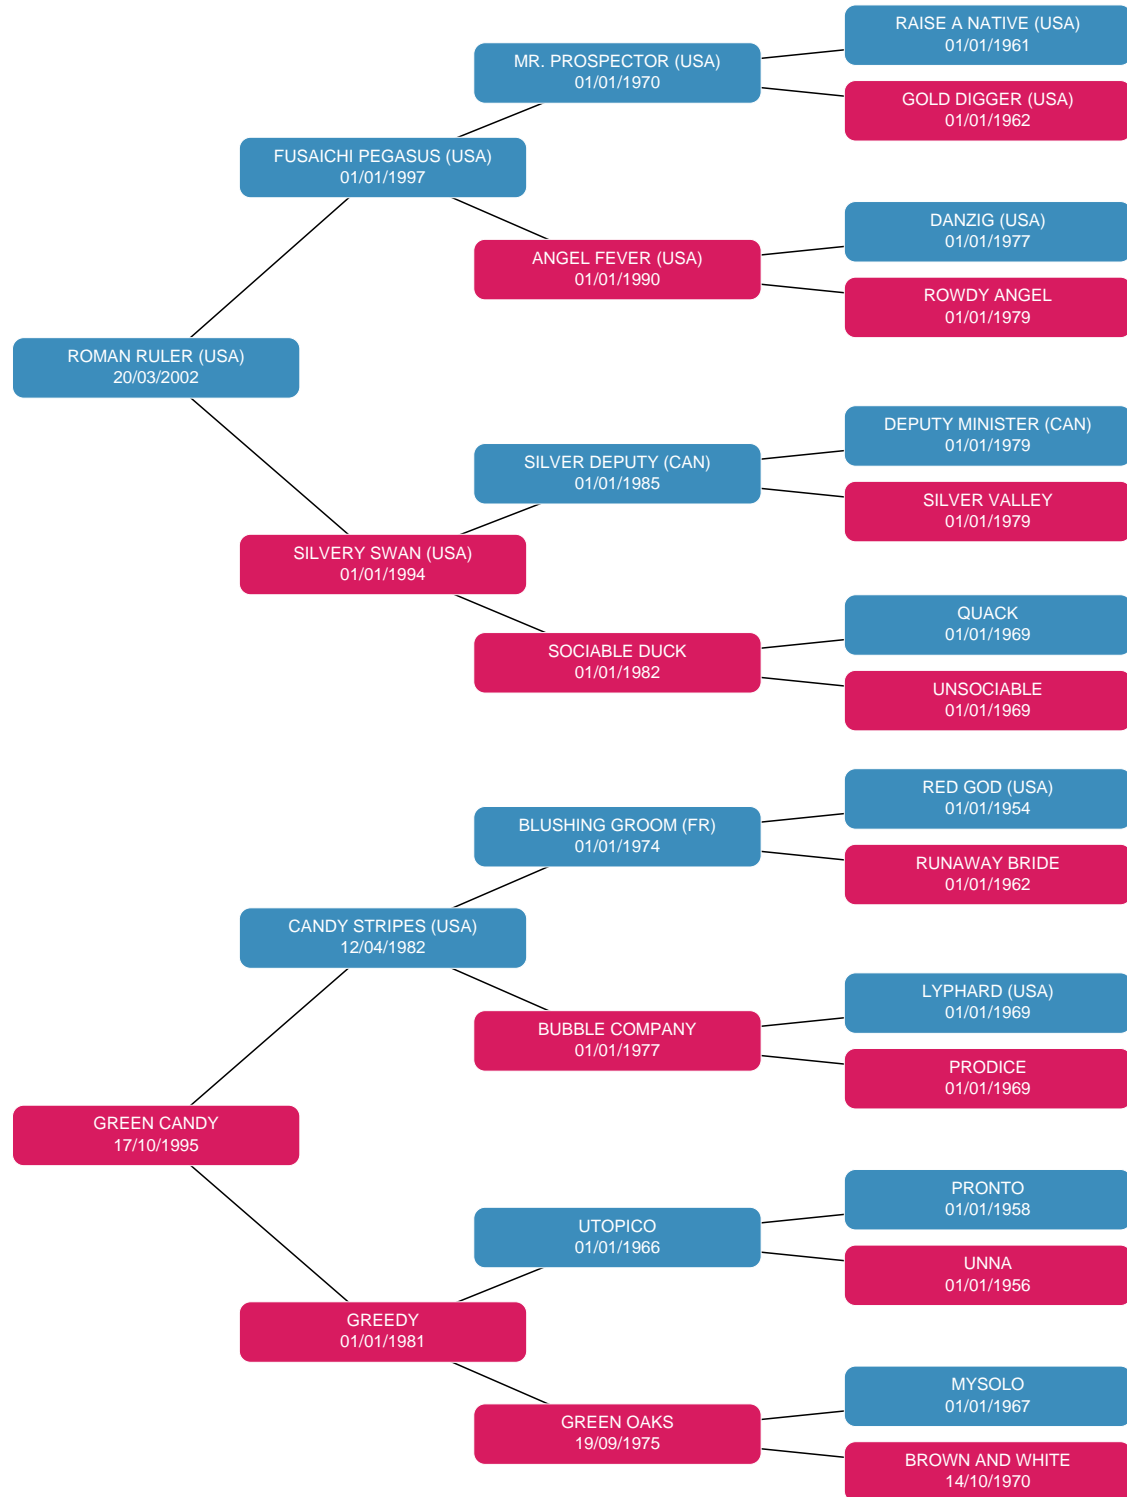 RAISE A NATIVE (USA)
01/01/1961
MR. PROSPECTOR (USA)
01/01/1970
GOLD DIGGER (USA)
01/01/1962
FUSAICHI PEGASUS (USA)
01/01/1997
DANZIG (USA)
01/01/1977
ANGEL FEVER (USA)
01/01/1990
ROWDY ANGEL
01/01/1979
ROMAN RULER (USA)
20/03/2002
DEPUTY MINISTER (CAN)
01/01/1979
SILVER DEPUTY (CAN)
01/01/1985
SILVER VALLEY
01/01/1979
SILVERY SWAN (USA)
01/01/1994
QUACK
01/01/1969
SOCIABLE DUCK
01/01/1982
UNSOCIABLE
01/01/1969
RED GOD (USA)
01/01/1954
BLUSHING GROOM (FR)
01/01/1974
RUNAWAY BRIDE
01/01/1962
CANDY STRIPES (USA)
12/04/1982
LYPHARD (USA)
01/01/1969
BUBBLE COMPANY
01/01/1977
PRODICE
01/01/1969
GREEN CANDY
17/10/1995
PRONTO
01/01/1958
UTOPICO
01/01/1966
UNNA
01/01/1956
GREEDY
01/01/1981
MYSOLO
01/01/1967
GREEN OAKS
19/09/1975
BROWN AND WHITE
14/10/1970